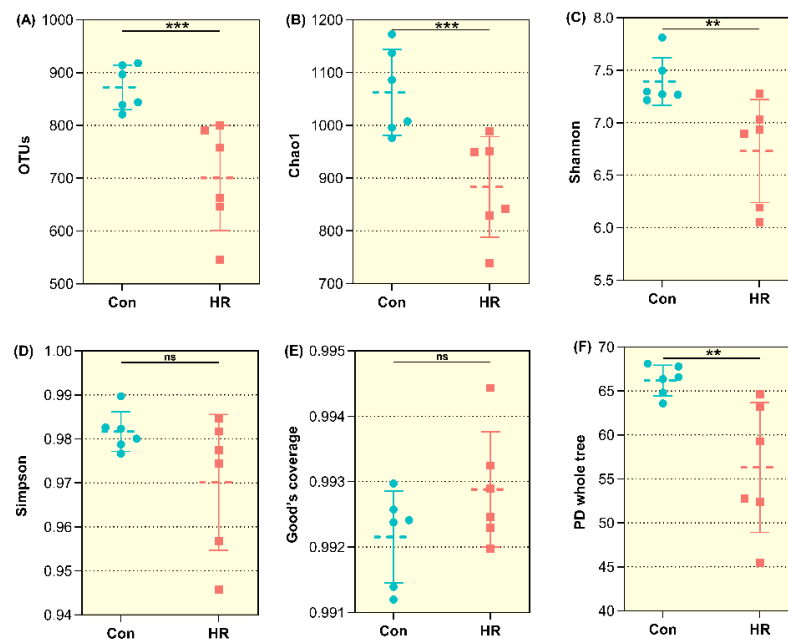 (A)
OTUs
1000
900
800
700
600
500
***
Con
HR
(B)
Chao1
1200
1100
1000
900
800
700
***
Con
HR
(C)
Shannon
8.0
7.5
7.0
6.5
6.0
5.5
**
Con
HR
(D)
Simpson
1.00
0.99
0.98
0.97
0.96
0.95
0.94
ns
Con
HR
(E)
Good's coverage
0.995
0.994
0.993
0.992
0.991
ns
Con
HR
(F)
PD whole tree
70
65
60
55
50
45
40
**
Con
HR